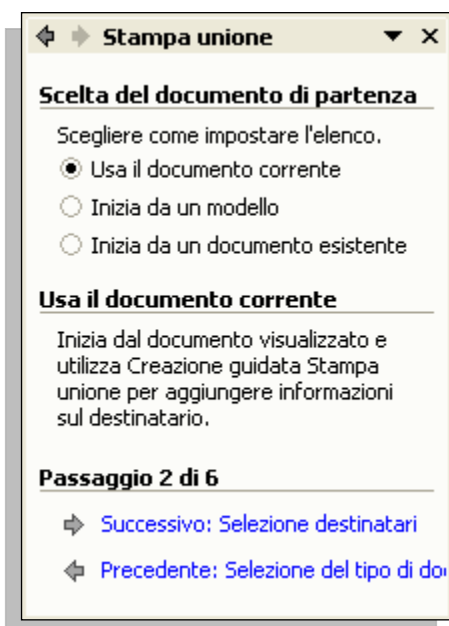 Stampa unione
Scelta del documento di partenza
Scegliere come impostare l'elenco.
Usa il documento corrente
Inizia da un modello
Inizia da un documento esistente
Usa il documento corrente
Inizia dal documento visualizzato e
utilizza Creazione guidata Stampa
unione per aggiungere informazioni
sul destinatario.
Passaggio 2 di 6
Successivo: Selezione destinatari
Precedente: Selezione del tipo di